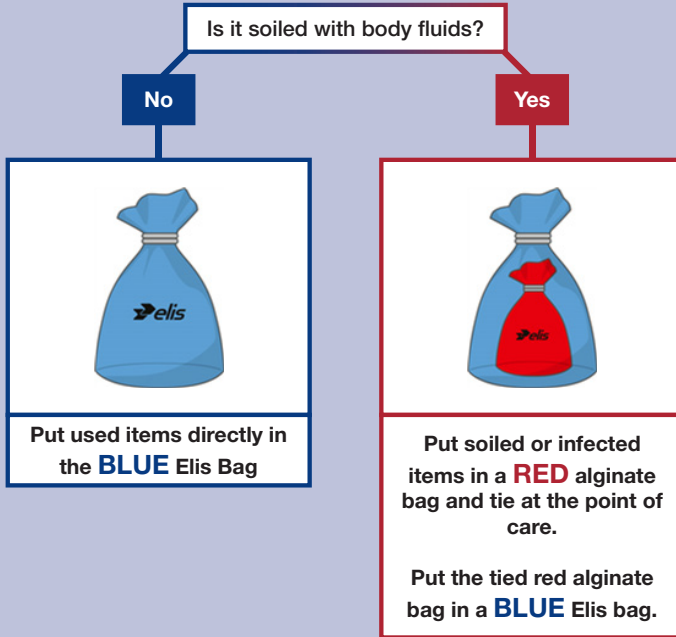 Is it soiled with body fluids?
No
Yes
elis
elis
Put used items directly in
the BLUE Elis Bag
Put soiled or infected
items in a RED alginate
bag and tie at the point of
care.
Put the tied red alginate
bag in a BLUE Elis bag.